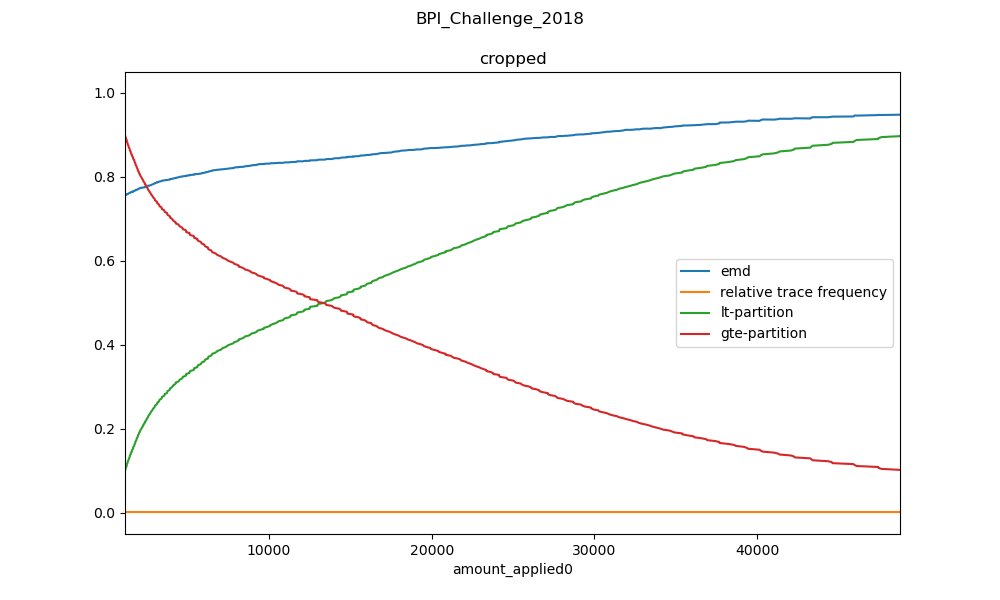 BPI_Challenge_2018
cropped
1.0
0.8
0.6
0.4
0.2
0.0
emd
relative trace frequency
lt-partition
gte-partition
10000 20000 30000 40000
amount_applied0